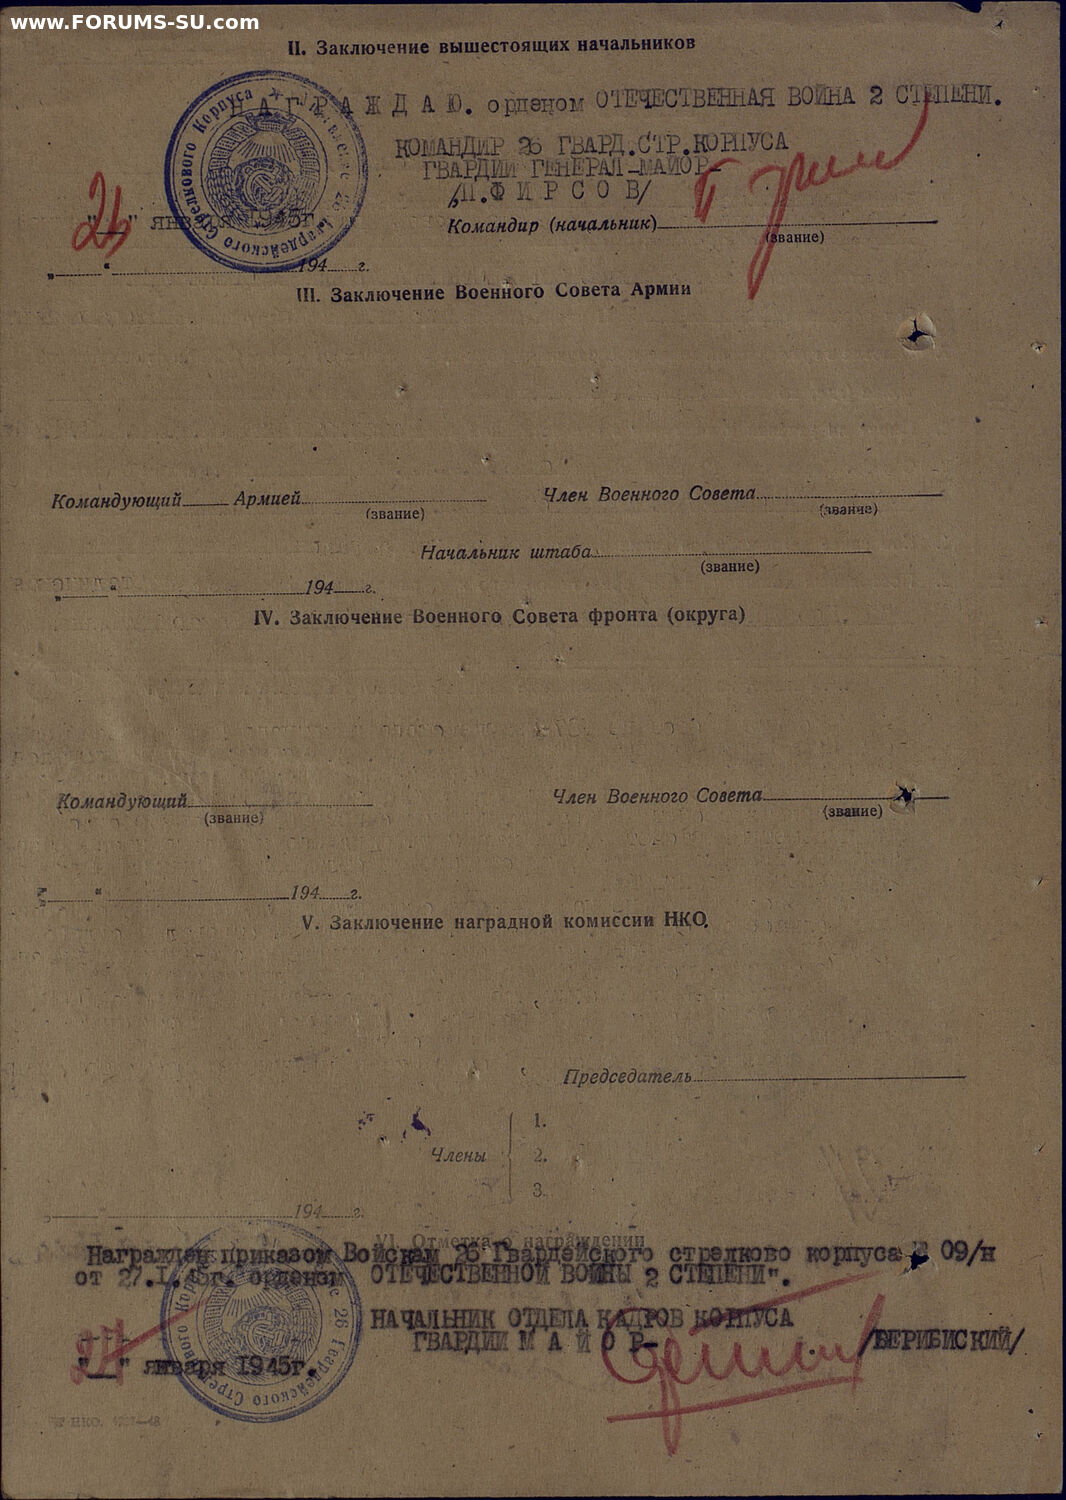 www.FORUMS-SU.com
II. Заключение вышестоящих начальников
НАГРАЖДАЮ. орденом ОТЕЧЕСТВЕННАЯ ВОЙНА 2 СТЕПЕНИ.
КОМАНДИР 26 ГВАРД.СТР.КОРПУСА
ГВАРДИИ ГЕНЕРАЛ-МАЙОР-
/П.ФИРСОВ/
"26" января 1945г
Командир (начальник)
(звание)
„ “ 194 г.
III. Заключение Военного Совета Армии
Командующий Армией Член Военного Совета
(звание) (звание)
Начальник штаба
(звание)
„ “ 194 г.
IV. Заключение Военного Совета фронта (округа)
Командующий Член Военного Совета
(звание) (звание)
„ “ 194 г.
V. Заключение наградной комиссии НКО.
Председатель
1.
Члены 2.
3.
„ “ 194 г.
VI. Отметка о награждении
Награжден приказом Войскам 26 Гвардейского стрелково корпуса № 09/н
от 27.I.45г. орденом ОТЕЧЕСТВЕННОЙ ВОЙНЫ 2 СТЕПЕНИ".
НАЧАЛЬНИК ОТДЕЛА КАДРОВ КОРПУСА
ГВАРДИИ МАЙОР- /БЕРИБИСКИЙ/
"27" января 1945г.